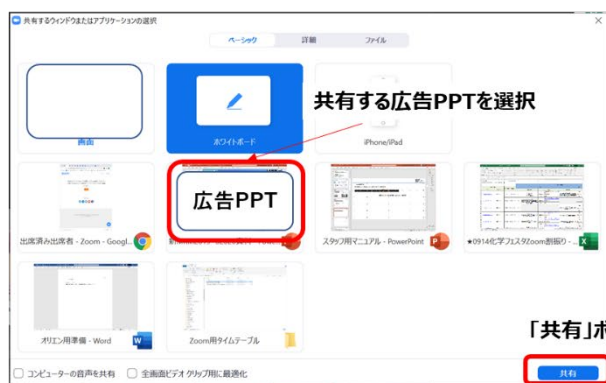 共有するウィンドウまたはアプリケーションの選択
ベーシック 詳細 ファイル
共有する広告PPTを選択
画面 ホワイトボード iPhone/iPad
広告PPT
出席済み出席者 - Zoom - Googl... スタッフ用マニュアル - PowerPoint ★0914化学フェスタZoom割振り - ...
オリエン用準備 - Word Zoom用タイムテーブル
「共有」ボ
コンピューターの音声を共有 全画面ビデオ クリップ用に最適化 共有